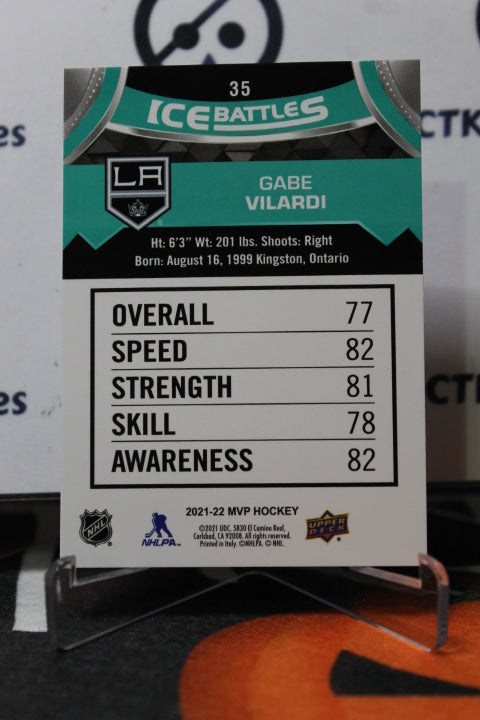 35
ICE BATTLES
LA
GABE
VILARDI
Ht: 6'3" Wt: 201 lbs. Shoots: Right
Born: August 16, 1999 Kingston, Ontario
OVERALL 77
SPEED 82
STRENGTH 81
SKILL 78
AWARENESS 82
2021-22 MVP HOCKEY
©2021 UDC. 5830 El Camino Real,
Carlsbad, CA 92008. All rights reserved.
Printed in Italy. ©NHLPA. © NHL.
NHL
NHLPA
UPPER DECK